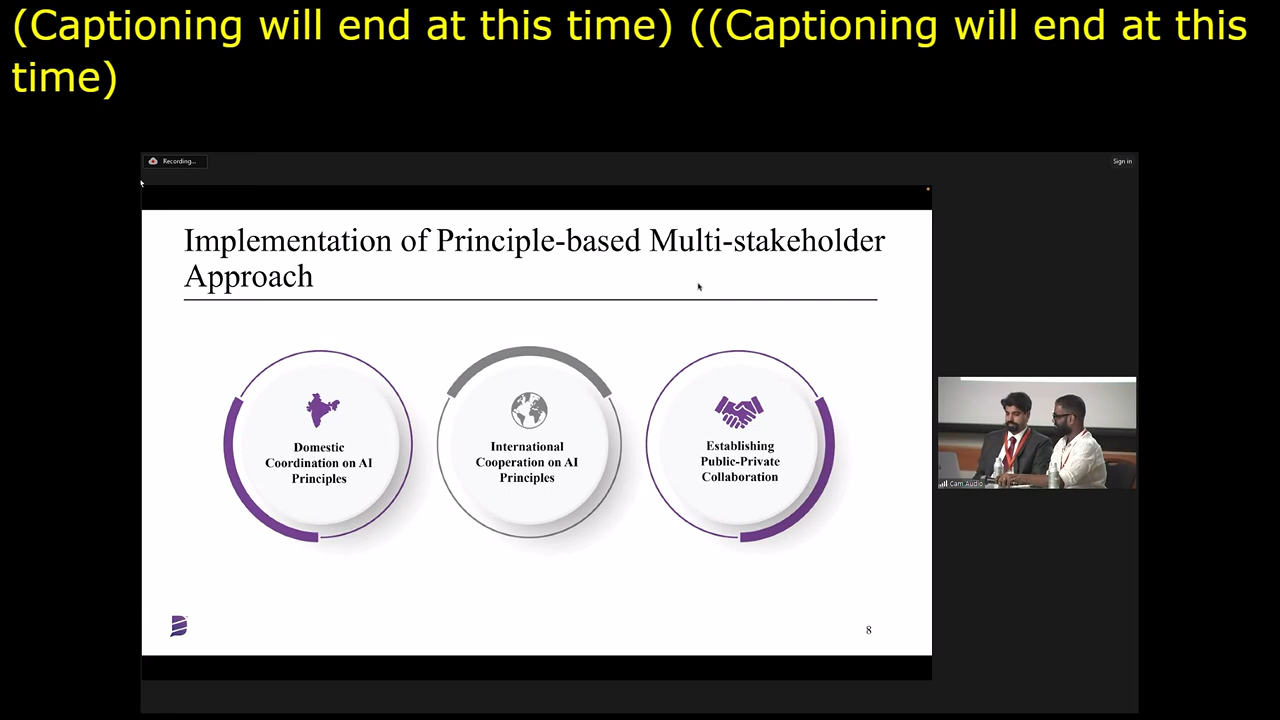 (Captioning will end at this time) ((Captioning will end at this
time)
Recording...
Sign in
Implementation of Principle-based Multi-stakeholder
Approach
Domestic
Coordination on AI
Principles
International
Cooperation on AI
Principles
Establishing
Public-Private
Collaboration
Cam Audio
8